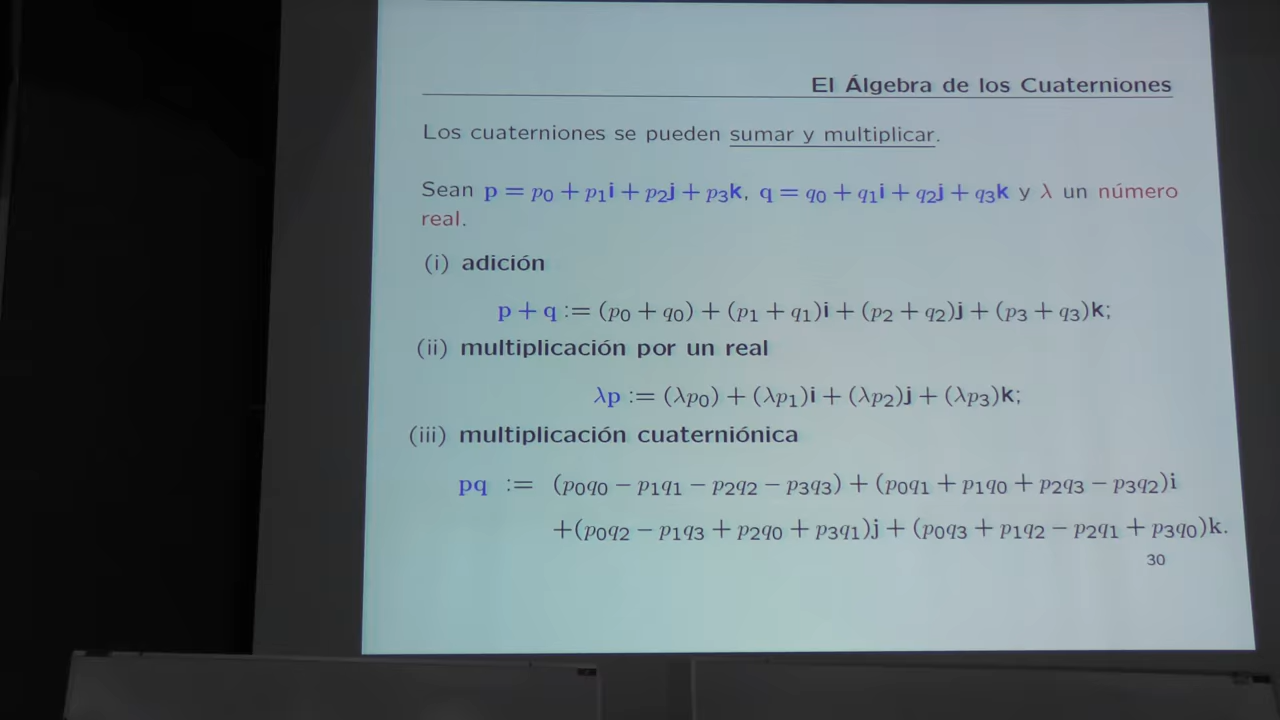 El Álgebra de los Cuaterniones
Los cuaterniones se pueden sumar y multiplicar.
Sean p = p₀ + p₁i + p₂j + p₃k, q = q₀ + q₁i + q₂j + q₃k y λ un número
real.
(i) adición
p + q := (p₀ + q₀) + (p₁ + q₁)i + (p₂ + q₂)j + (p₃ + q₃)k;
(ii) multiplicación por un real
λp := (λp₀) + (λp₁)i + (λp₂)j + (λp₃)k;
(iii) multiplicación cuaterniónica
pq := (p₀q₀ − p₁q₁ − p₂q₂ − p₃q₃) + (p₀q₁ + p₁q₀ + p₂q₃ − p₃q₂)i
+(p₀q₂ − p₁q₃ + p₂q₀ + p₃q₁)j + (p₀q₃ + p₁q₂ − p₂q₁ + p₃q₀)k.
30